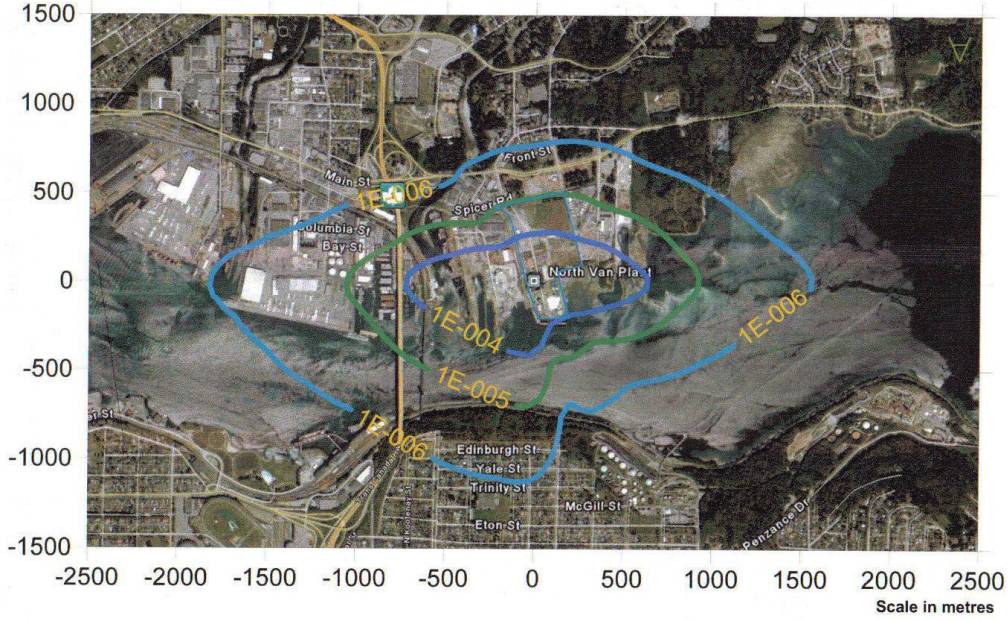 1500
1000
500
0
-500
-1000
-1500
Front St
Main St
1E-006
Spicer Rd
Columbia St
Bay St
North Van Plant
1E-004
1E-006
1E-005
1E-006
Edinburgh St
Yale St
Trinity St
McGill St
Eton St
Penzance Dr
-2500 -2000 -1500 -1000 -500 0 500 1000 1500 2000 2500
Scale in metres